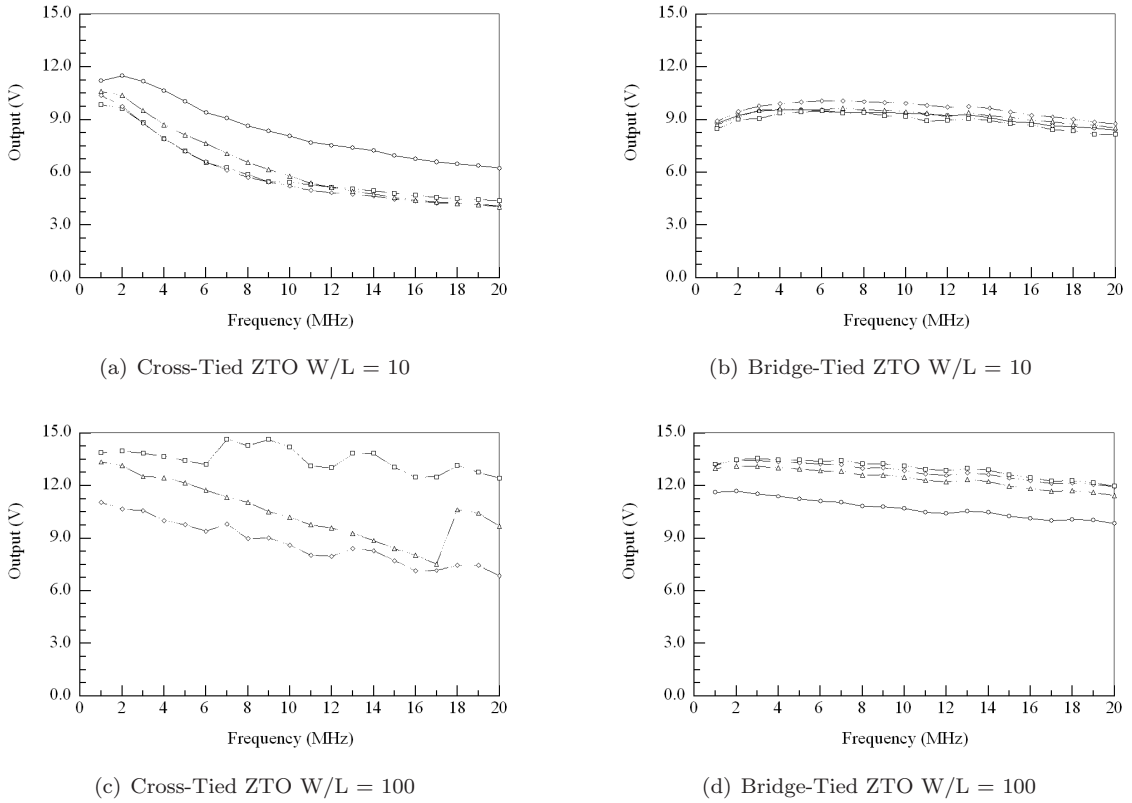 15.0
12.0
9.0
6.0
3.0
0.0
Output (V)
0 2 4 6 8 10 12 14 16 18 20
Frequency (MHz)
(a) Cross-Tied ZTO W/L = 10
15.0
12.0
9.0
6.0
3.0
0.0
Output (V)
0 2 4 6 8 10 12 14 16 18 20
Frequency (MHz)
(b) Bridge-Tied ZTO W/L = 10
15.0
12.0
9.0
6.0
3.0
0.0
Output (V)
0 2 4 6 8 10 12 14 16 18 20
Frequency (MHz)
(c) Cross-Tied ZTO W/L = 100
15.0
12.0
9.0
6.0
3.0
0.0
Output (V)
0 2 4 6 8 10 12 14 16 18 20
Frequency (MHz)
(d) Bridge-Tied ZTO W/L = 100